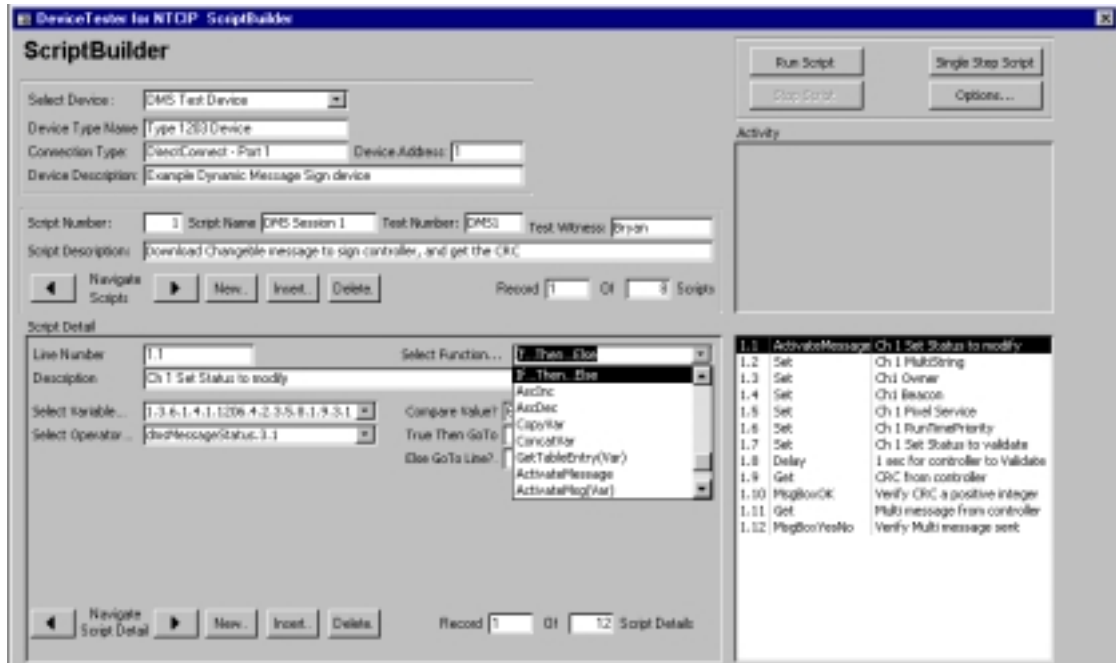 DeviceTester for NTCIP ScriptBuilder
ScriptBuilder
Run Script
Single Step Script
Stop Script
Options...
Select Device: DMS Test Device
Device Type Name Type 1203 Device
Connection Type: DirectConnect - Port 1 Device Address: 1
Device Description: Example Dynamic Message Sign device
Activity
Script Number: 1 Script Name DMS Session 1 Test Number: DMS1 Test Witness: Bryan
Script Description: Download Changeble message to sign controller, and get the CRC
Navigate Scripts New.. Insert.. Delete. Record 1 Of Scripts
Script Detail
Line Number 1.1 Select Function... If...Then...Else
Description Ch 1 Set Status to modify
Select Variable... 1.3.6.1.4.1.1206.4.2.3.5.8.1.9.3.1 Compare Value?
Select Operator... dmsMessageStatus.3.1 True Then GoTo
Else GoTo Line?
If...Then...Else
AscInc
AscDec
CopyVar
ConcatVar
GetTableEntry(Var)
ActivateMessage
ActivateMsg(Var)
1.1 ActivateMessage Ch 1 Set Status to modify
1.2 Set Ch 1 MultiString
1.3 Set Ch1 Owner
1.4 Set Ch1 Beacon
1.5 Set Ch 1 Pixel Service
1.6 Set Ch 1 RunTimePriority
1.7 Set Ch 1 Set Status to validate
1.8 Delay 1 sec for controller to Validate
1.9 Get CRC from controller
1.10 MsgBoxOK Verify CRC a positive integer
1.11 Get Multi message from controller
1.12 MsgBoxYesNo Verify Multi message sent
Navigate Script Detail New.. Insert.. Delete. Record 1 Of 12 Script Details